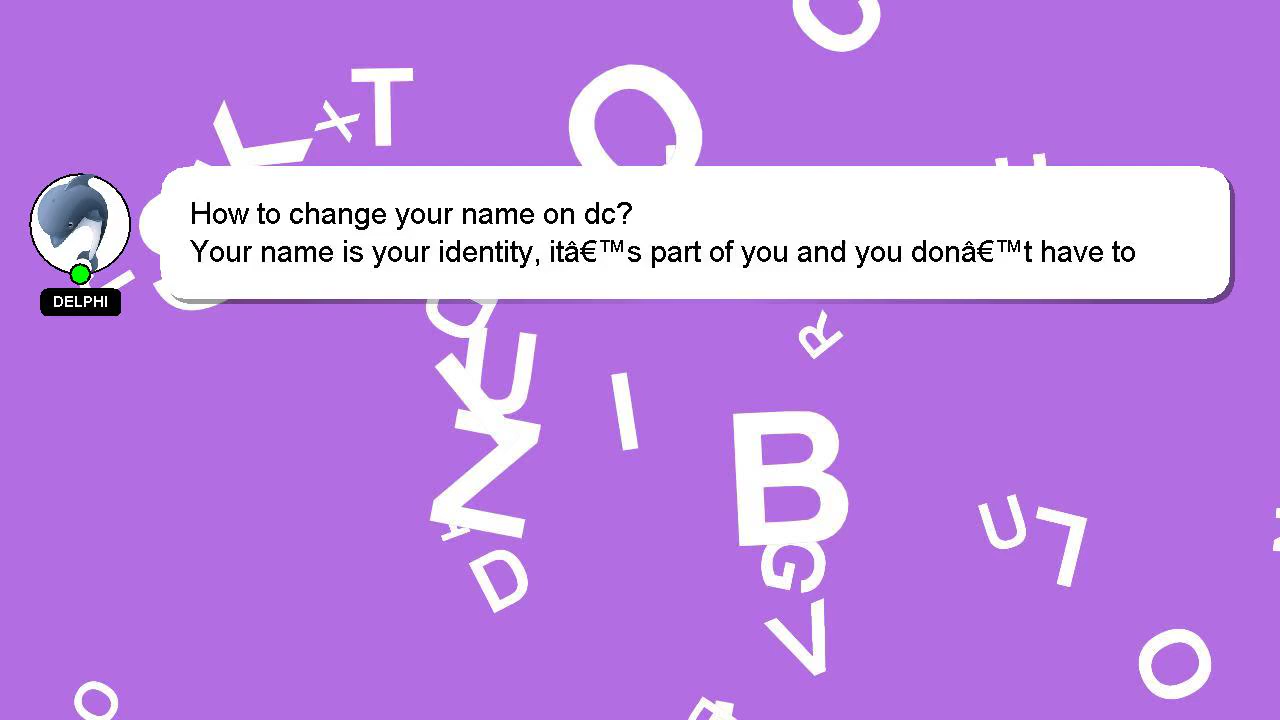 How to change your name on dc?
Your name is your identity, itâ€™s part of you and you donâ€™t have to
DELPHI